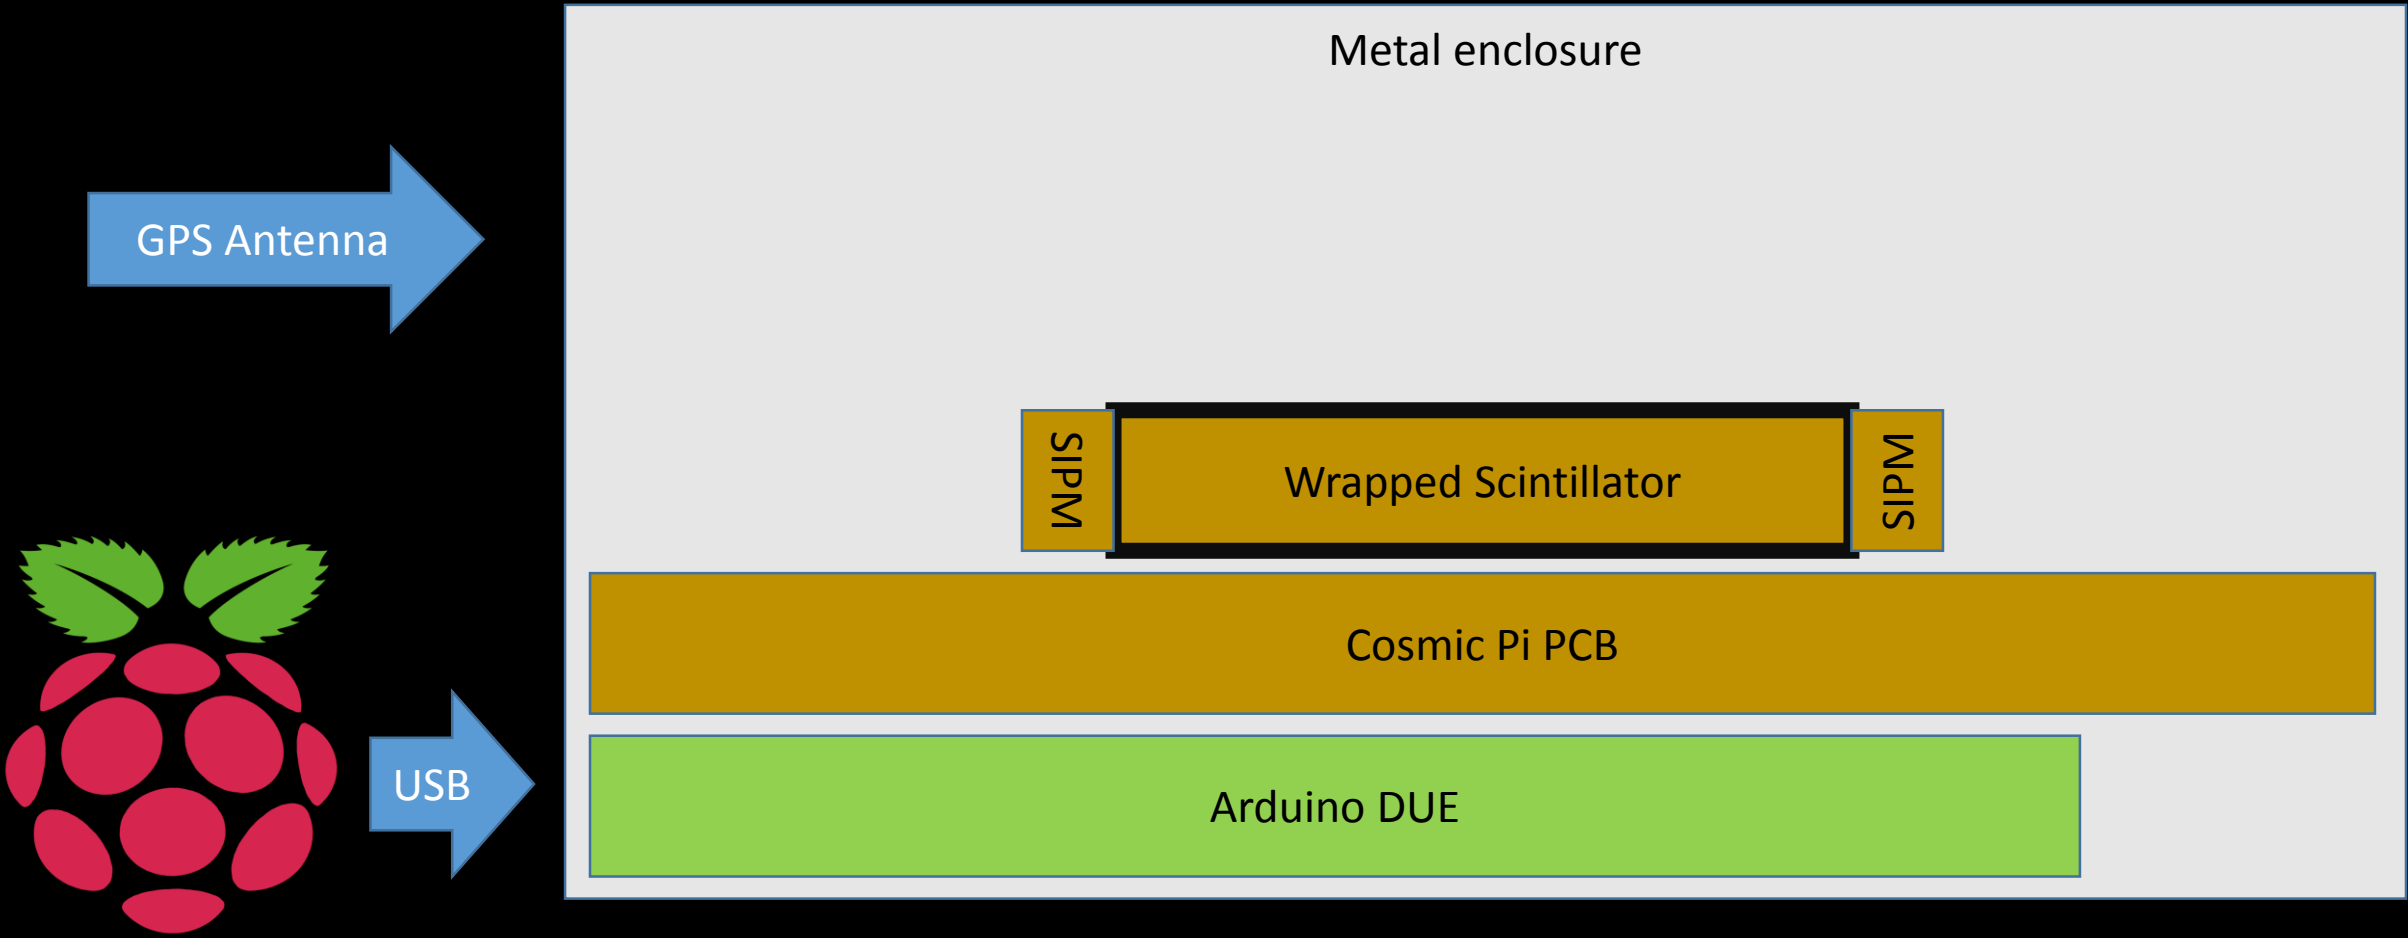 Metal enclosure
GPS Antenna
SIPM
Wrapped Scintillator
SIPM
Cosmic Pi PCB
USB
Arduino DUE